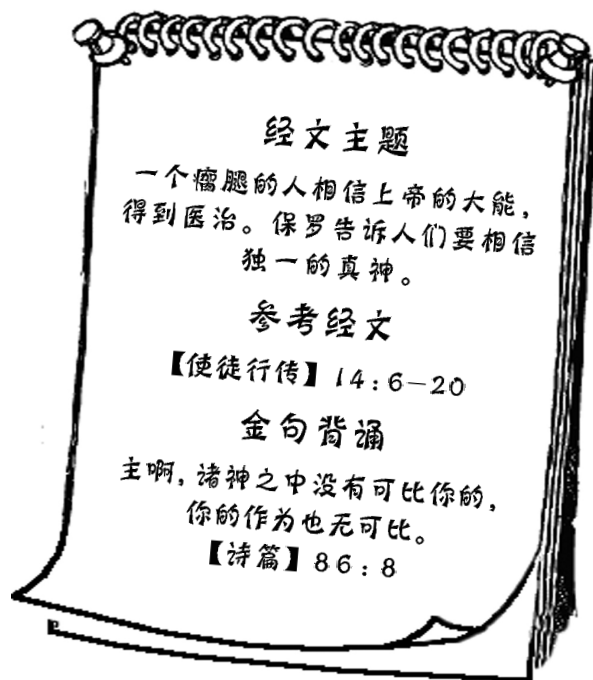 经文主题
一个瘸腿的人相信上帝的大能，
得到医治。保罗告诉人们要相信
独一的真神。
参考经文
【使徒行传】14：6－20
金句背诵
主啊，诸神之中没有可比你的，
你的作为也无可比。
【诗篇】86：8